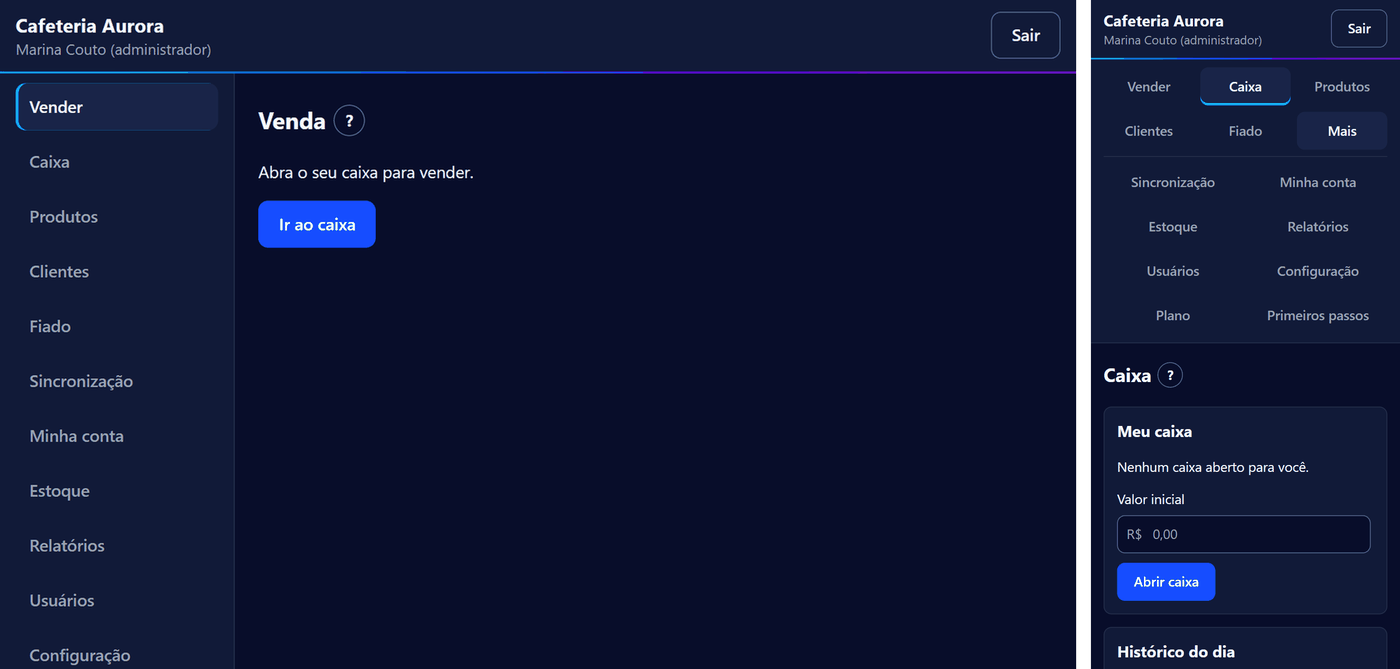 Cafeteria Aurora
Marina Couto (administrador)
Sair
Vender
Caixa
Produtos
Clientes
Fiado
Sincronização
Minha conta
Estoque
Relatórios
Usuários
Configuração
Venda ?
Abra o seu caixa para vender.
Ir ao caixa
Cafeteria Aurora
Marina Couto (administrador)
Sair
Vender Caixa Produtos
Clientes Fiado Mais
Sincronização Minha conta
Estoque Relatórios
Usuários Configuração
Plano Primeiros passos
Caixa ?
Meu caixa
Nenhum caixa aberto para você.
Valor inicial
R$ 0,00
Abrir caixa
Histórico do dia